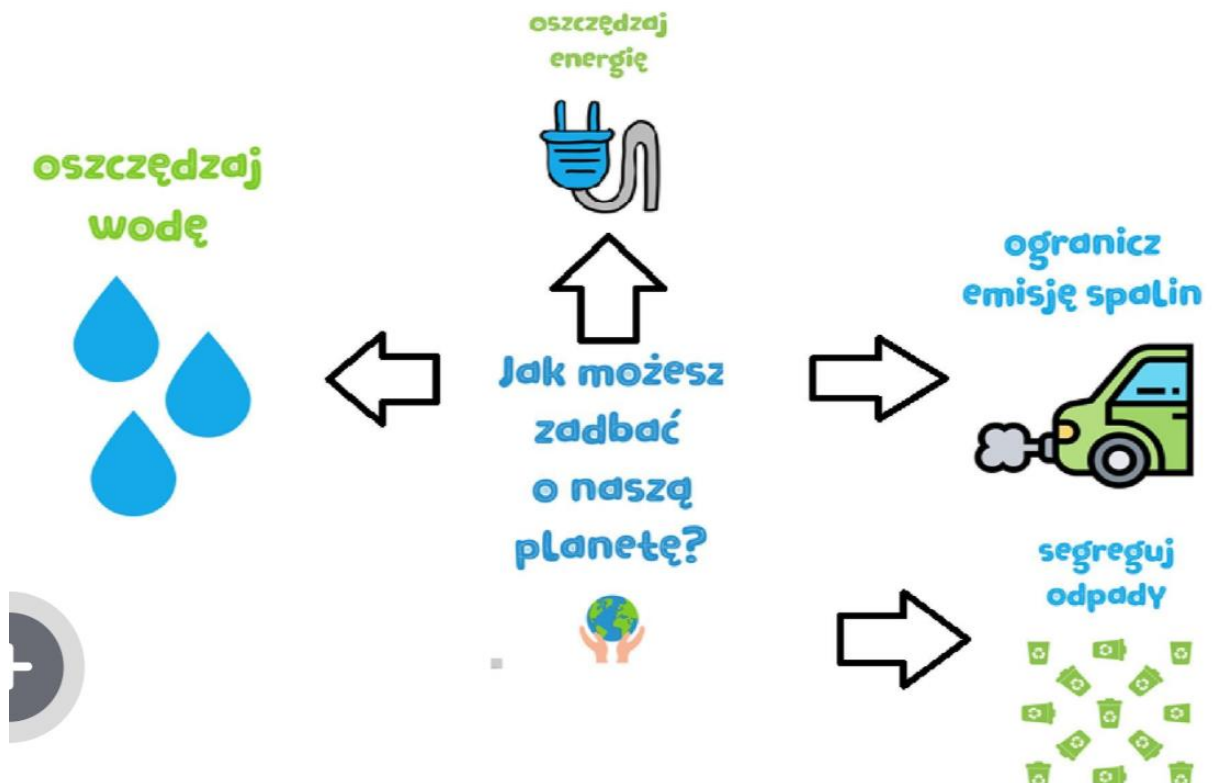 oszczędzaj
energię
oszczędzaj
wodę
ogranicz
emisję spalin
Jak możesz
zadbać
o naszą
planetę?
segreguj
odpady